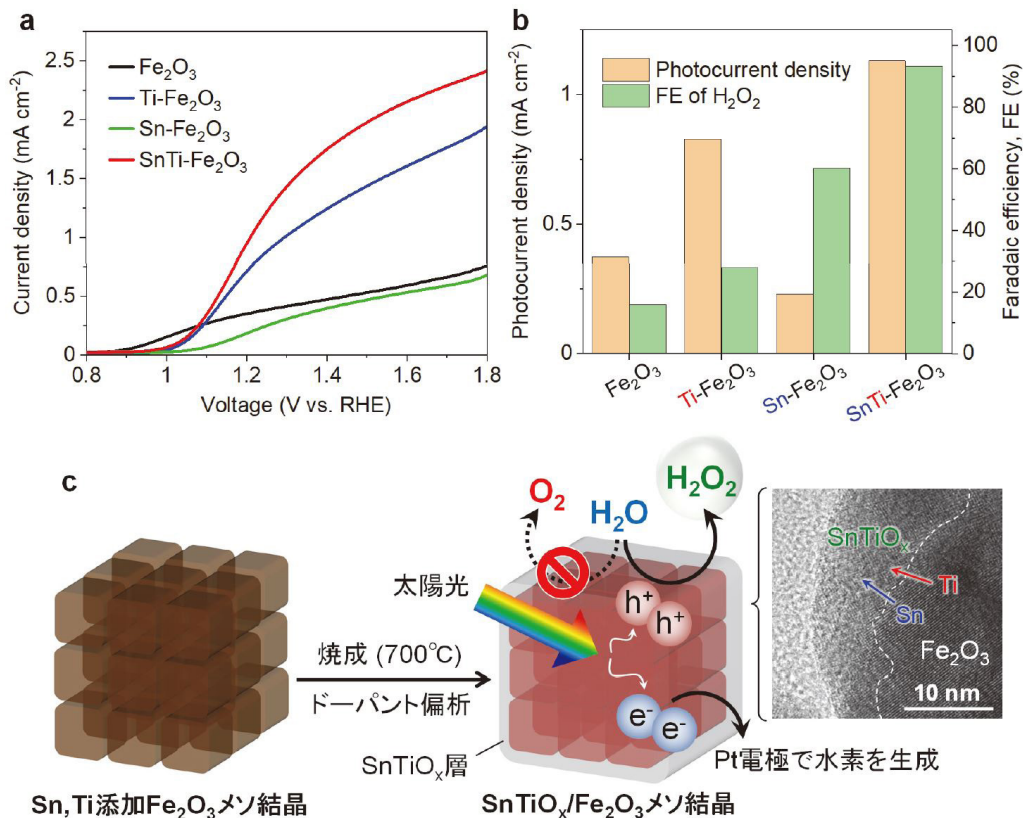 a
Current density (mA cm⁻²)
2.5
2
1.5
1
0.5
0
Fe₂O₃
Ti-Fe₂O₃
Sn-Fe₂O₃
SnTi-Fe₂O₃
0.8 1 1.2 1.4 1.6 1.8
Voltage (V vs. RHE)
b
Photocurrent density (mA cm⁻²)
1
0.5
0
Photocurrent density
FE of H₂O₂
100
80
60
40
20
0
Faradaic efficiency, FE (%)
Fe₂O₃
Ti-Fe₂O₃
Sn-Fe₂O₃
SnTi-Fe₂O₃
c
Sn,Ti添加Fe₂O₃メソ結晶
焼成 (700℃)
ドーパント偏析
O₂
H₂O
H₂O₂
太陽光
h⁺
h⁺
e⁻
e⁻
SnTiOₓ層
Pt電極で水素を生成
SnTiOₓ/Fe₂O₃メソ結晶
SnTiOₓ
Ti
Sn
Fe₂O₃
10 nm